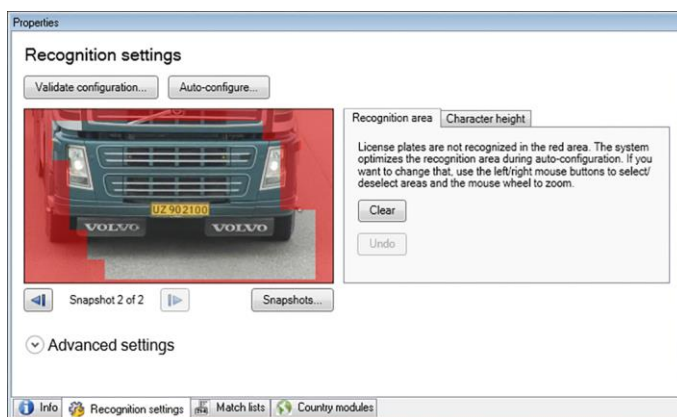 Properties
Recognition settings
Validate configuration...
Auto-configure...
Recognition area
Character height
License plates are not recognized in the red area. The system
optimizes the recognition area during auto-configuration. If you
want to change that, use the left/right mouse buttons to select/
deselect areas and the mouse wheel to zoom.
Clear
Undo
UZ 902100
VOLVO
VOLVO
Snapshot 2 of 2
Snapshots...
Advanced settings
Info
Recognition settings
Match lists
Country modules